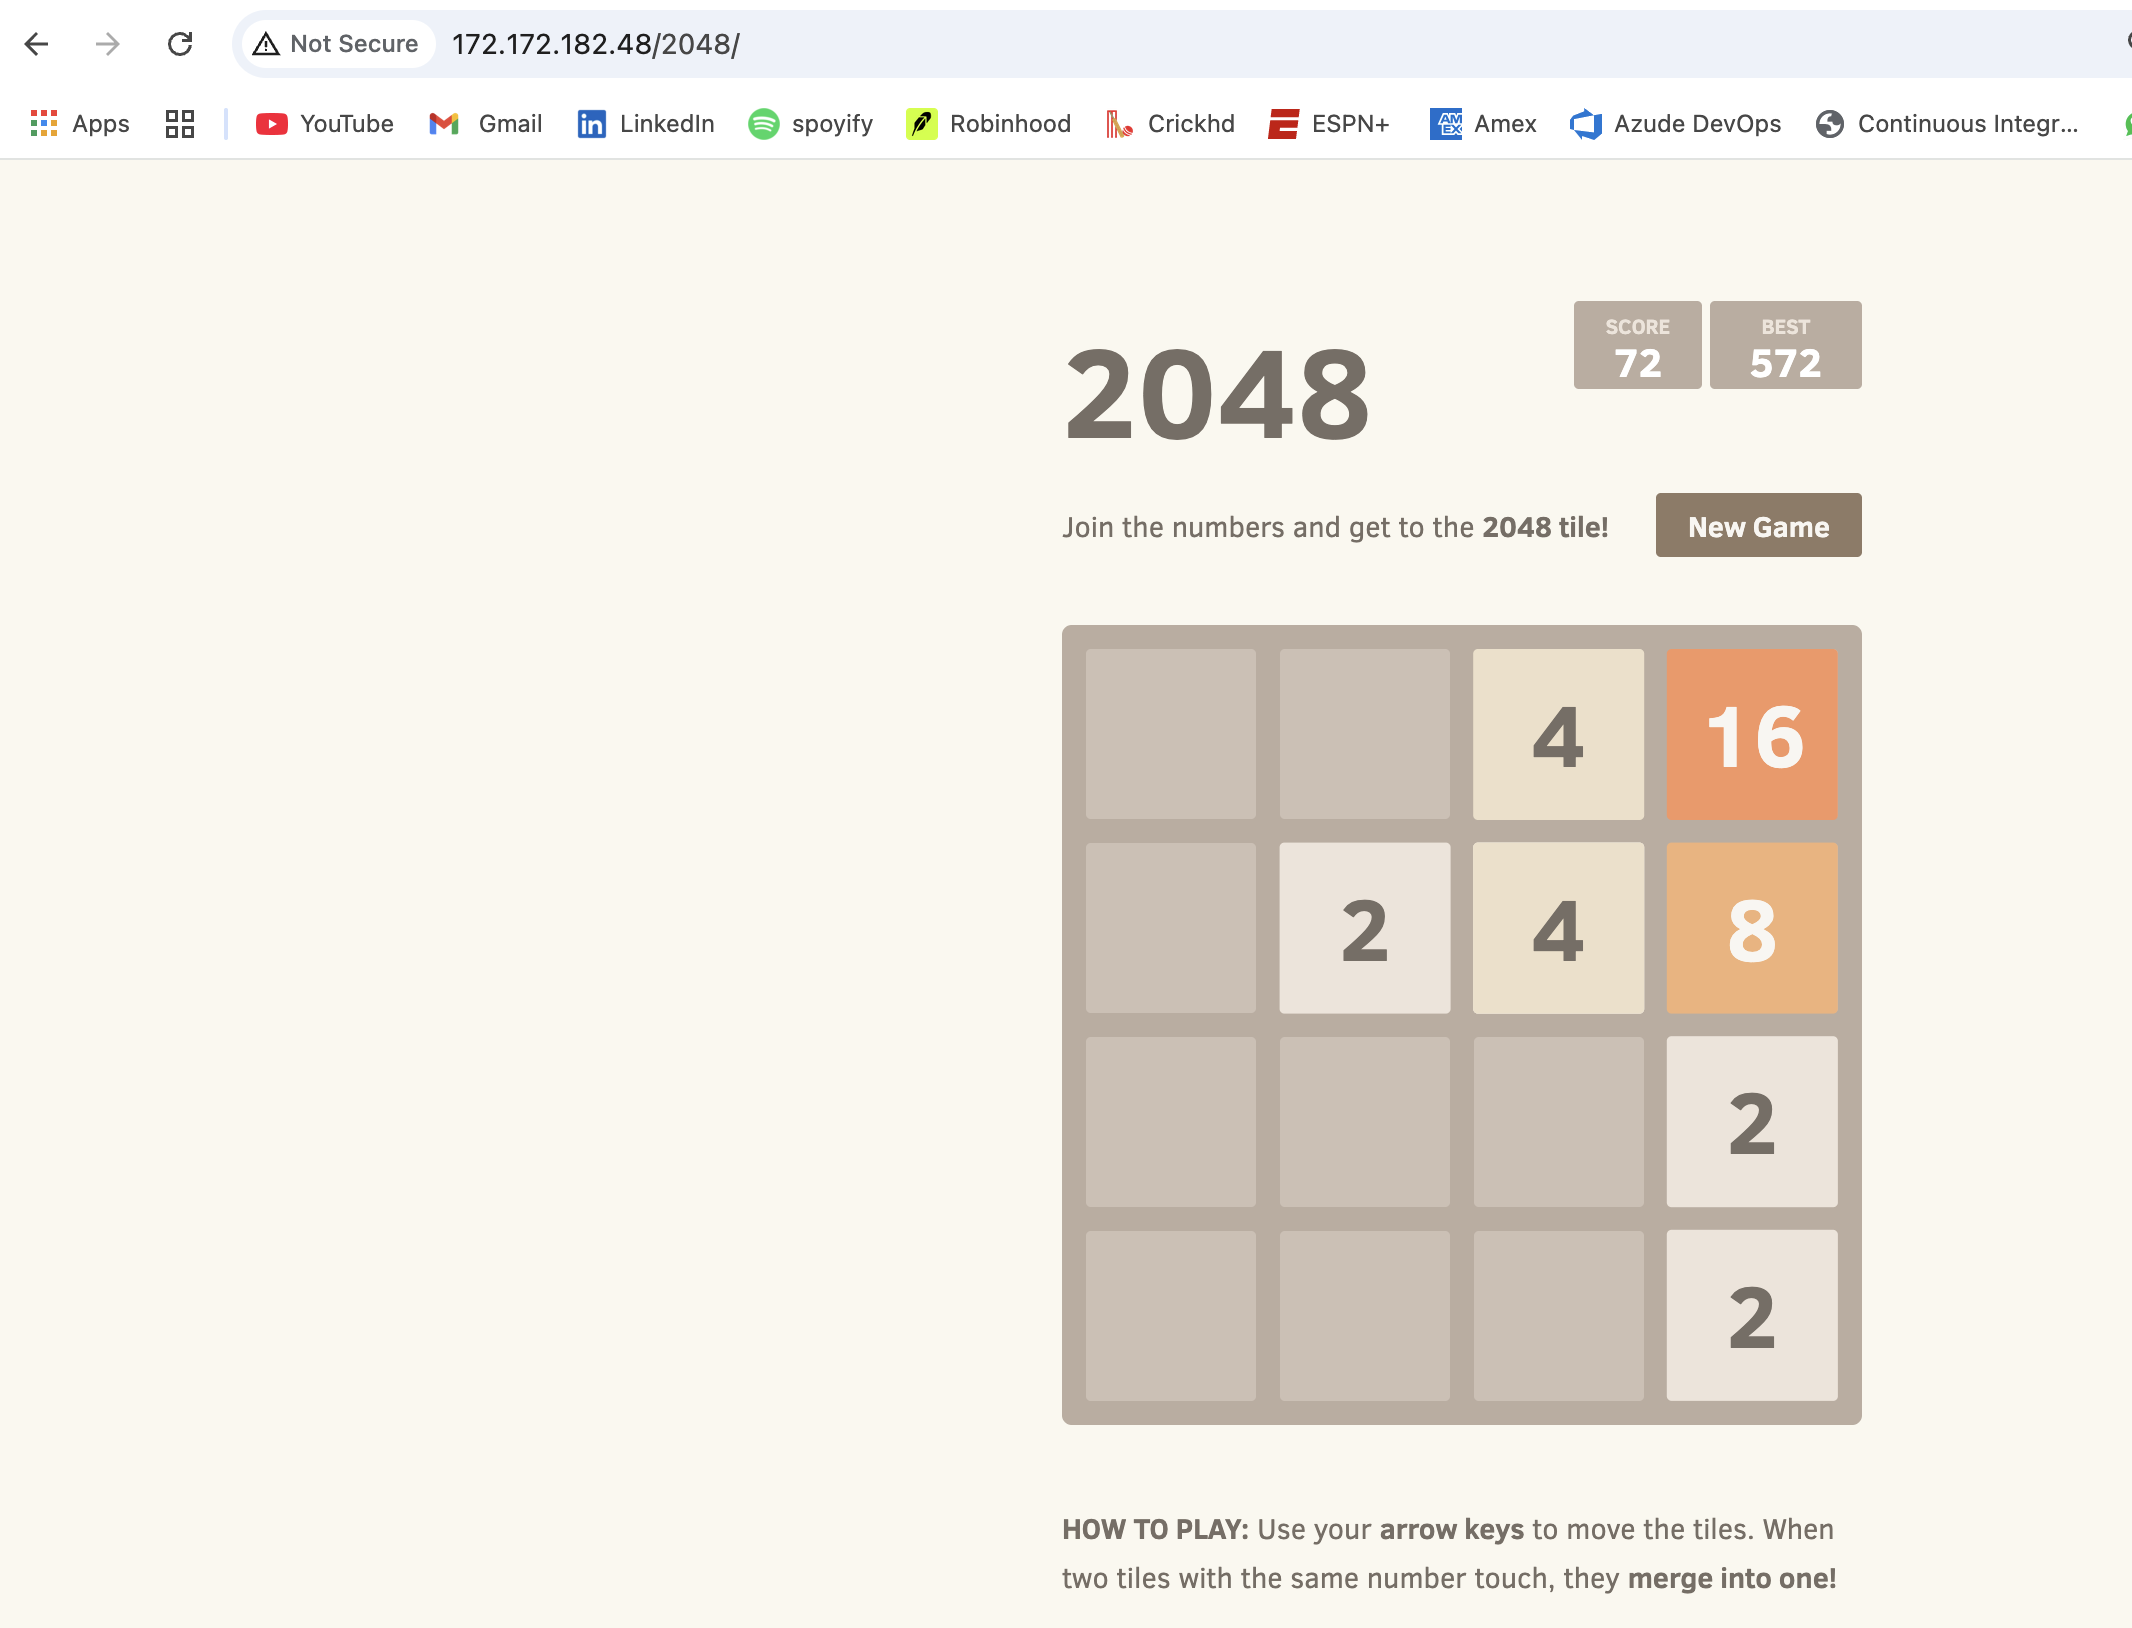 Not Secure 172.172.182.48/2048/
Apps YouTube Gmail LinkedIn spoyify Robinhood Crickhd ESPN+ AM EX Amex Azude DevOps Continuous Integr...
SCORE BEST
72 572
2048
Join the numbers and get to the 2048 tile! New Game
4 16
2 4 8
2
2
HOW TO PLAY: Use your arrow keys to move the tiles. When
two tiles with the same number touch, they merge into one!